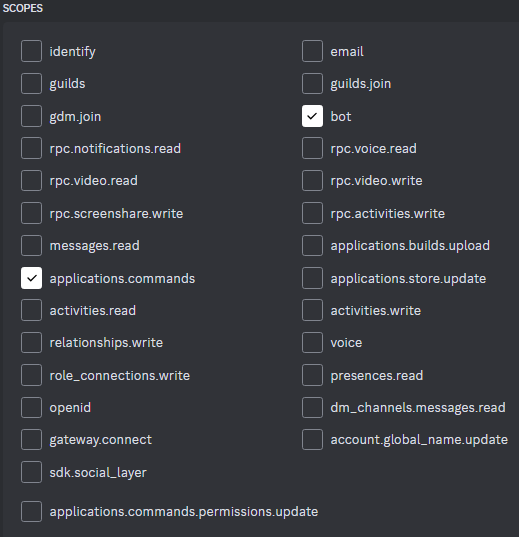 SCOPES
identify
email
guilds
guilds.join
gdm.join
bot
rpc.notifications.read
rpc.voice.read
rpc.video.read
rpc.video.write
rpc.screenshare.write
rpc.activities.write
messages.read
applications.builds.upload
applications.commands
applications.store.update
activities.read
activities.write
relationships.write
voice
role_connections.write
presences.read
openid
dm_channels.messages.read
gateway.connect
account.global_name.update
sdk.social_layer
applications.commands.permissions.update